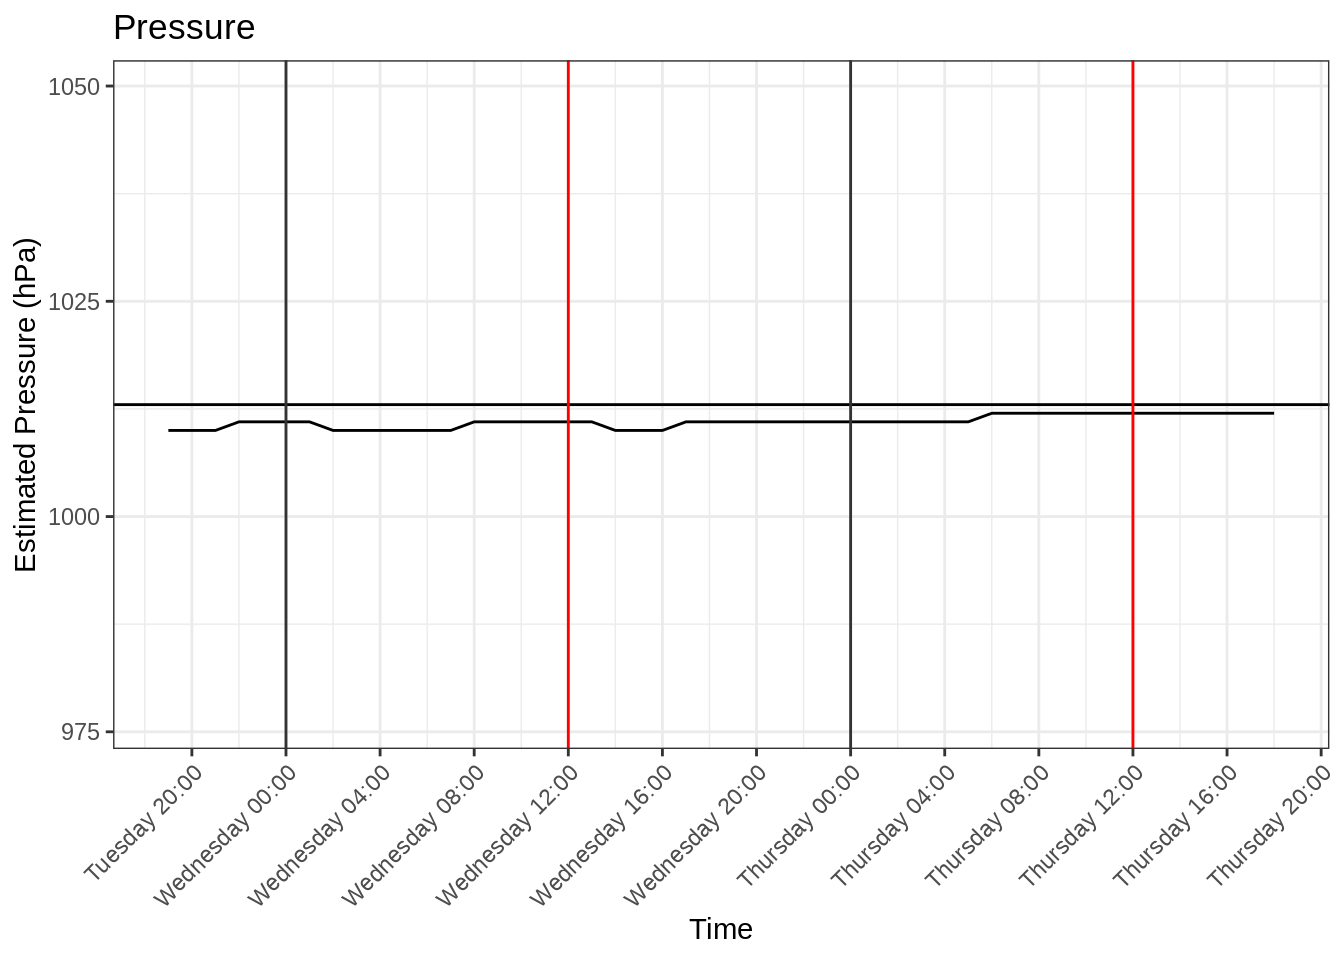 Pressure
Estimated Pressure (hPa)
1050
1025
1000
975
Tuesday 20:00
Wednesday 00:00
Wednesday 04:00
Wednesday 08:00
Wednesday 12:00
Wednesday 16:00
Wednesday 20:00
Thursday 00:00
Thursday 04:00
Thursday 08:00
Thursday 12:00
Thursday 16:00
Thursday 20:00
Time